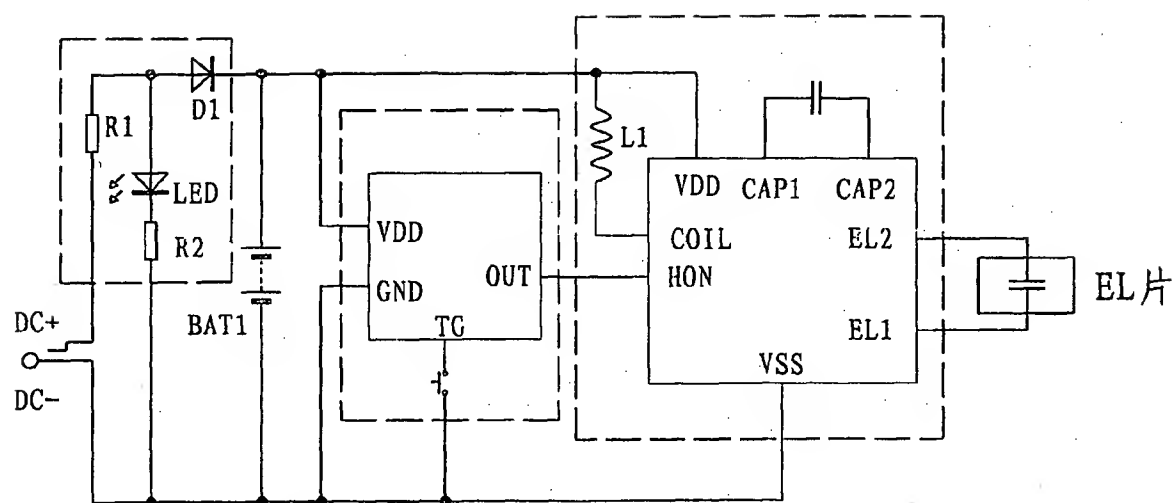 D1
R1
LED
R2
BAT1
DC+
DC-
VDD
GND
OUT
TG
L1
VDD
CAP1
CAP2
COIL
HON
EL2
EL1
VSS
EL片